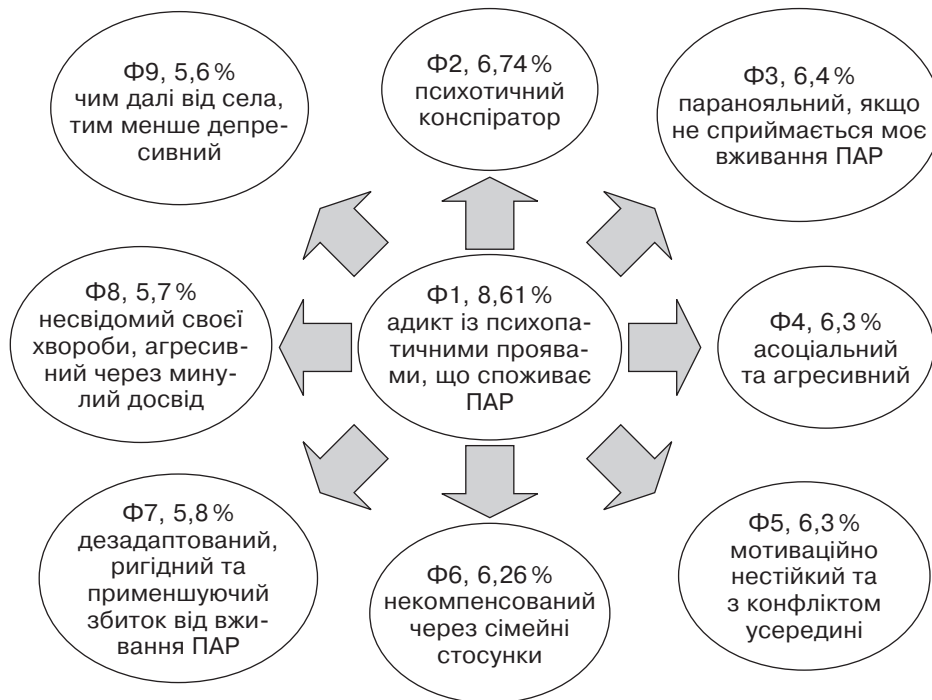 Ф9, 5,6 %
чим далі від села,
тим менше депре-
сивний
Ф2, 6,74 %
психотичний
конспіратор
Ф3, 6,4 %
паранояльний, якщо
не сприймається моє
вживання ПАР
Ф8, 5,7 %
несвідомий своєї
хвороби, агресив-
ний через мину-
лий досвід
Ф1, 8,61 %
адикт із психопа-
тичними проява-
ми, що споживає
ПАР
Ф4, 6,3 %
асоціальний
та агресивний
Ф7, 5,8 %
дезадаптований,
ригідний та
применшуючий
збиток від вжи-
вання ПАР
Ф6, 6,26 %
некомпенсований
через сімейні
стосунки
Ф5, 6,3 %
мотиваційно
нестійкий та
з конфліктом
усередині